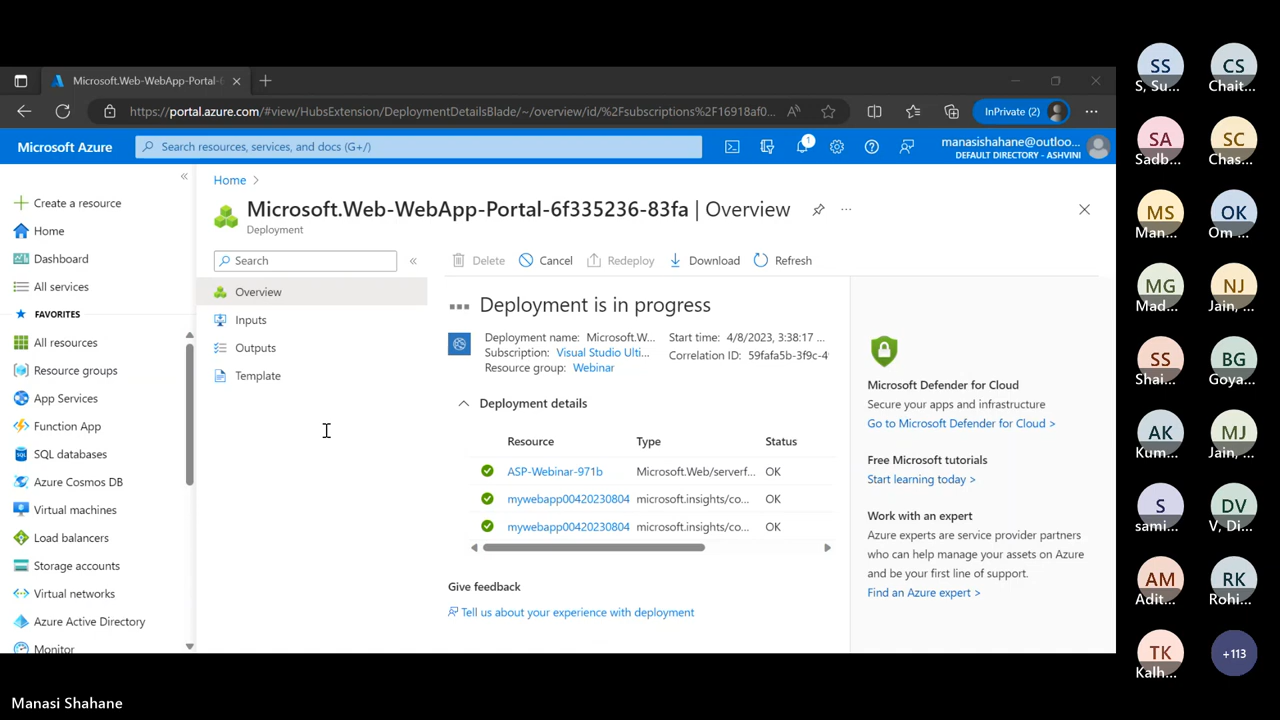 Microsoft.Web-WebApp-Portal-6
https://portal.azure.com/#view/HubsExtension/DeploymentDetailsBlade/~/overview/id/%2Fsubscriptions%2F16918af0...
InPrivate (2)
Microsoft Azure
Search resources, services, and docs (G+/)
1
manasishahane@outloo...
DEFAULT DIRECTORY - ASHVINI
Create a resource
Home
Dashboard
All services
FAVORITES
All resources
Resource groups
App Services
Function App
SQL databases
Azure Cosmos DB
Virtual machines
Load balancers
Storage accounts
Virtual networks
Azure Active Directory
Monitor
Home >
Microsoft.Web-WebApp-Portal-6f335236-83fa | Overview
Deployment
Search
Overview
Inputs
Outputs
Template
Delete Cancel Redeploy Download Refresh
Deployment is in progress
Deployment name: Microsoft.W...
Subscription: Visual Studio Ulti...
Resource group: Webinar
Start time: 4/8/2023, 3:38:17 ...
Correlation ID: 59fafa5b-3f9c-4
Deployment details
Resource Type Status
ASP-Webinar-971b Microsoft.Web/serverf... OK
mywebapp00420230804 microsoft.insights/co... OK
mywebapp00420230804 microsoft.insights/co... OK
Give feedback
Tell us about your experience with deployment
Microsoft Defender for Cloud
Secure your apps and infrastructure
Go to Microsoft Defender for Cloud >
Free Microsoft tutorials
Start learning today >
Work with an expert
Azure experts are service provider partners
who can help manage your assets on Azure
and be your first line of support.
Find an Azure expert >
SS
S, Su...
CS
Chait...
SA
Sadb...
SC
Chas...
MS
Man...
OK
Om ...
MG
Mad...
NJ
Jain, ...
SS
Shai...
BG
Goya...
AK
Kum...
MJ
Jain, ...
S
sami...
DV
V, Di...
AM
Adit...
RK
Rohi...
TK
Kalh...
+113
Manasi Shahane